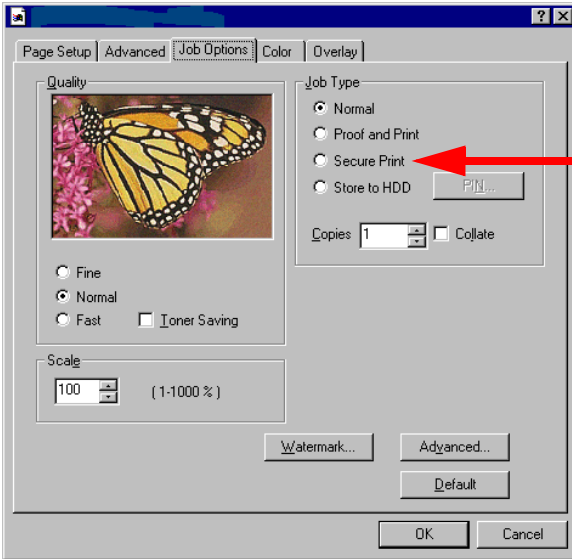 Page Setup Advanced Job Options Color Overlay
Quality
Fine
Normal
Fast Toner Saving
Scale
100 (1-1000 %)
Job Type
Normal
Proof and Print
Secure Print
Store to HDD PIN...
Copies 1 Collate
Watermark... Advanced...
Default
OK Cancel